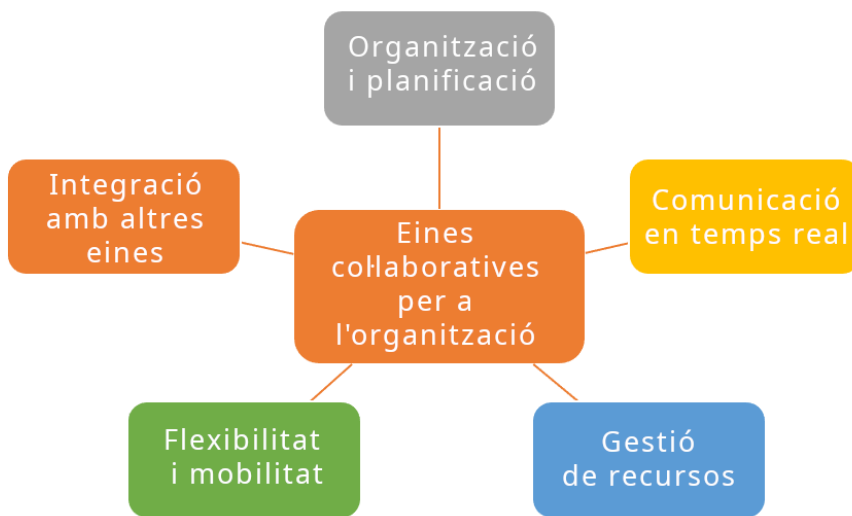 Organització
i planificació
Integració
amb altres
eines
Comunicació
en temps real
Eines
col·laboratives
per a
l'organització
Flexibilitat
i mobilitat
Gestió
de recursos